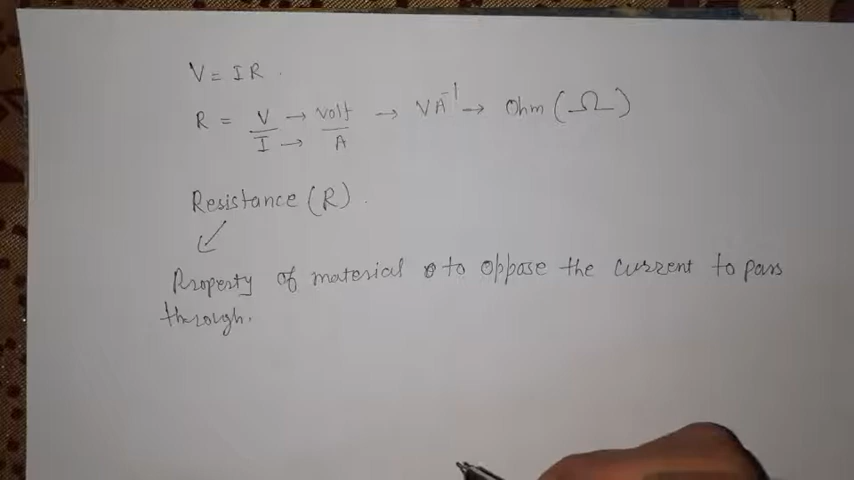 V = IR.
R = V/I → volt/A → VA⁻¹ → Ohm (Ω)
Resistance (R).
Property of material to oppose the current to pass
through.